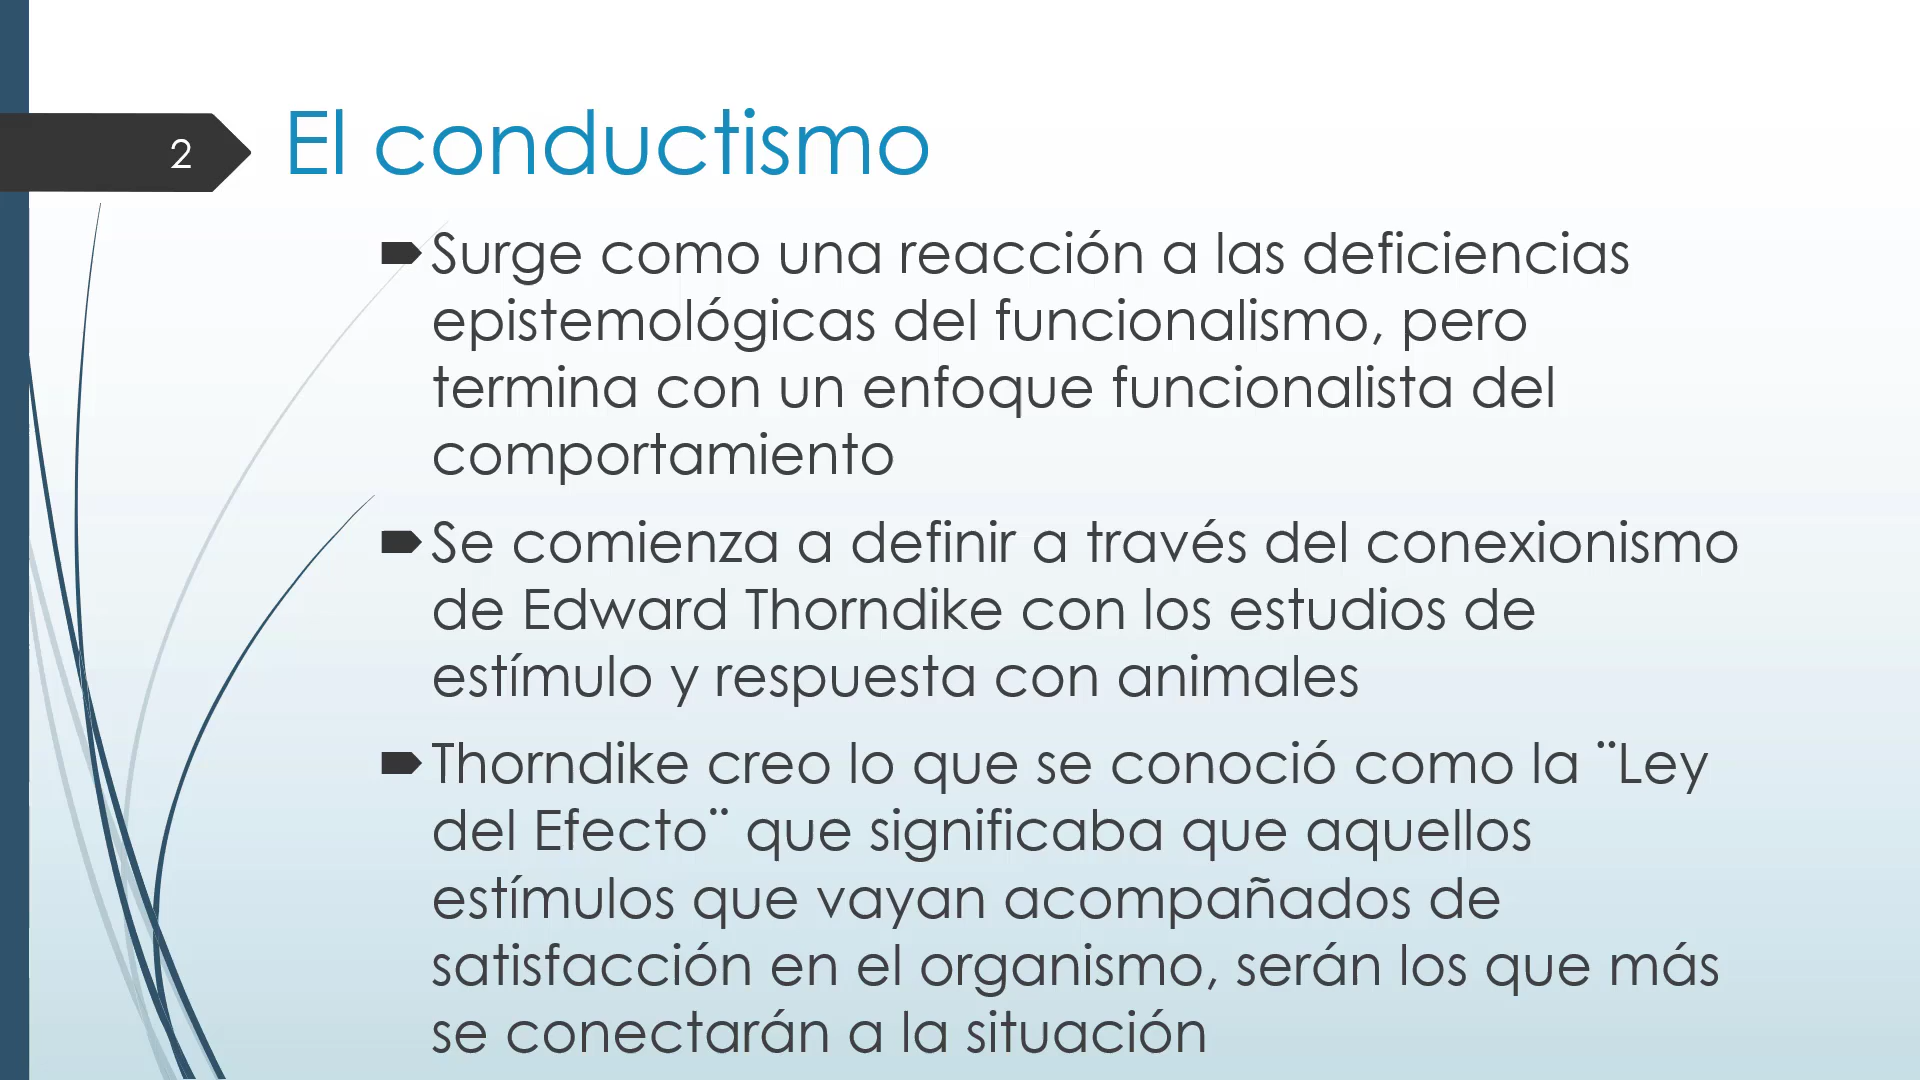 2
El conductismo
Surge como una reacción a las deficiencias
epistemológicas del funcionalismo, pero
termina con un enfoque funcionalista del
comportamiento
Se comienza a definir a través del conexionismo
de Edward Thorndike con los estudios de
estímulo y respuesta con animales
Thorndike creo lo que se conoció como la ¨Ley
del Efecto¨ que significaba que aquellos
estímulos que vayan acompañados de
satisfacción en el organismo, serán los que más
se conectarán a la situación